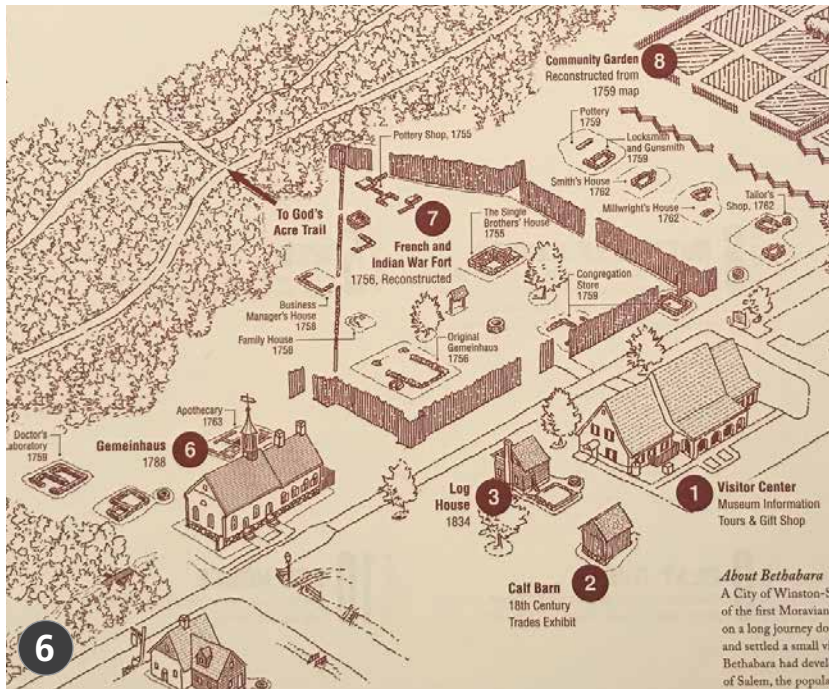 Community Garden
Reconstructed from
1759 map
8
Pottery
1759
Locksmith
and Gunsmith
1759
Pottery Shop, 1755
Smith's House
1762
Tailor's
Shop, 1762
Millwright's House
1762
To God's
Acre Trail
7
French and
Indian War Fort
1756, Reconstructed
The Single
Brothers' House
1755
Congregation
Store
1759
Business
Manager's House
1758
Family House
1758
Original
Gemeinhaus
1756
Apothecary
1763
Doctor's
Laboratory
1759
Gemeinhaus
1788
6
Log
House
1834
3
1
Visitor Center
Museum Information
Tours & Gift Shop
Calf Barn
18th Century
Trades Exhibit
2
About Bethabara
A City of Winston-S
of the first Moravian
on a long journey do
and settled a small vi
Bethabara had devel
of Salem, the popula
6